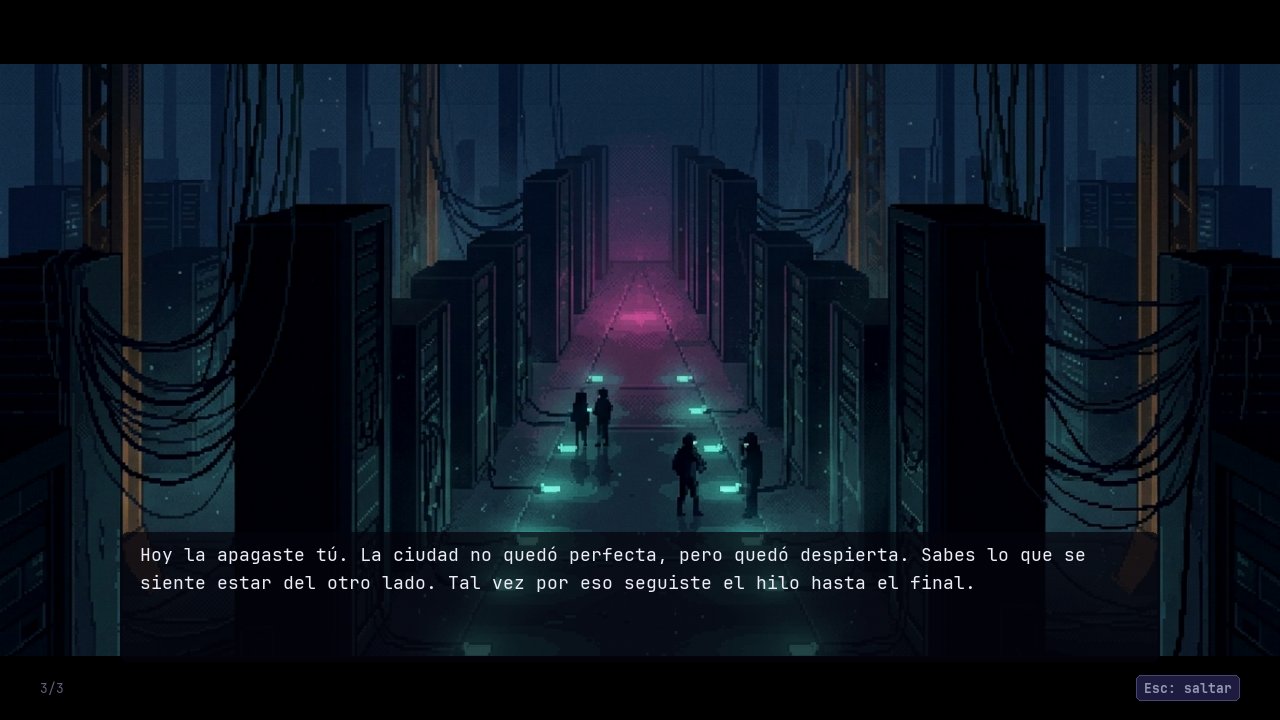 Hoy la apagaste tú. La ciudad no quedó perfecta, pero quedó despierta. Sabes lo que se
siente estar del otro lado. Tal vez por eso seguiste el hilo hasta el final.
3/3
Esc: saltar